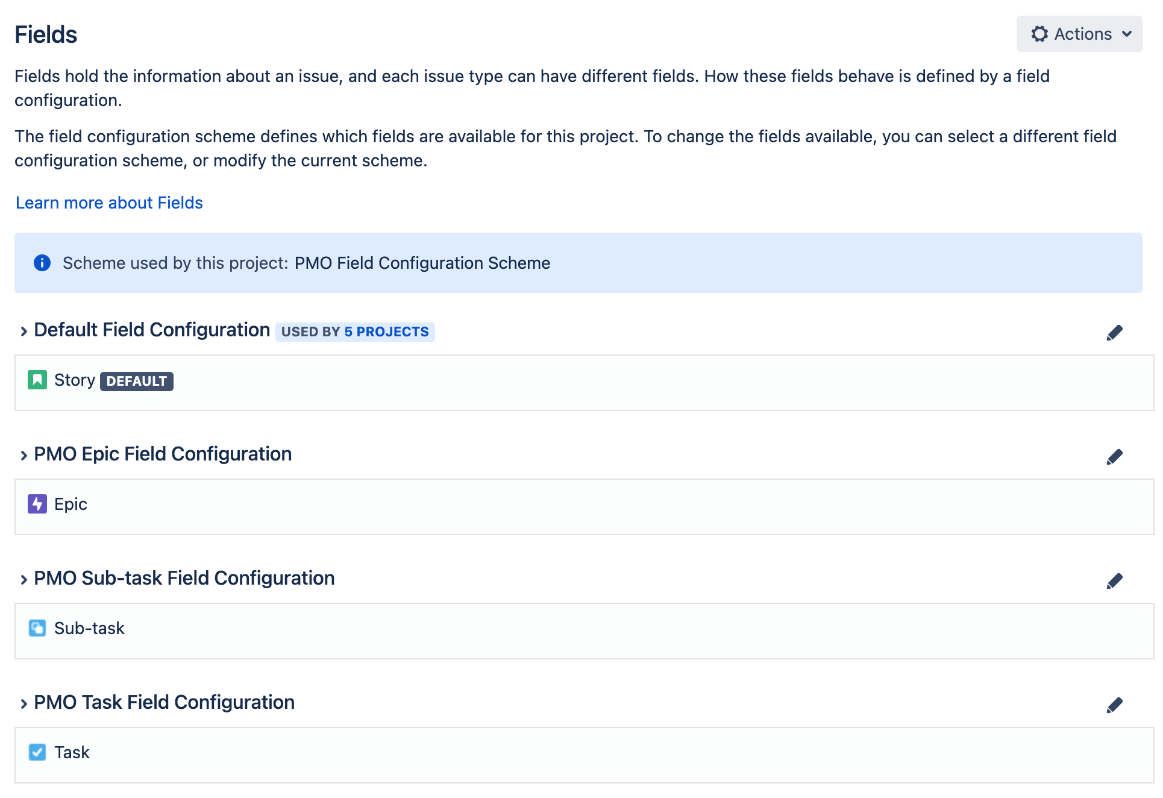 Fields
Actions
Fields hold the information about an issue, and each issue type can have different fields. How these fields behave is defined by a field
configuration.
The field configuration scheme defines which fields are available for this project. To change the fields available, you can select a different field
configuration scheme, or modify the current scheme.
Learn more about Fields
Scheme used by this project: PMO Field Configuration Scheme
Default Field Configuration USED BY 5 PROJECTS
Story DEFAULT
PMO Epic Field Configuration
Epic
PMO Sub-task Field Configuration
Sub-task
PMO Task Field Configuration
Task